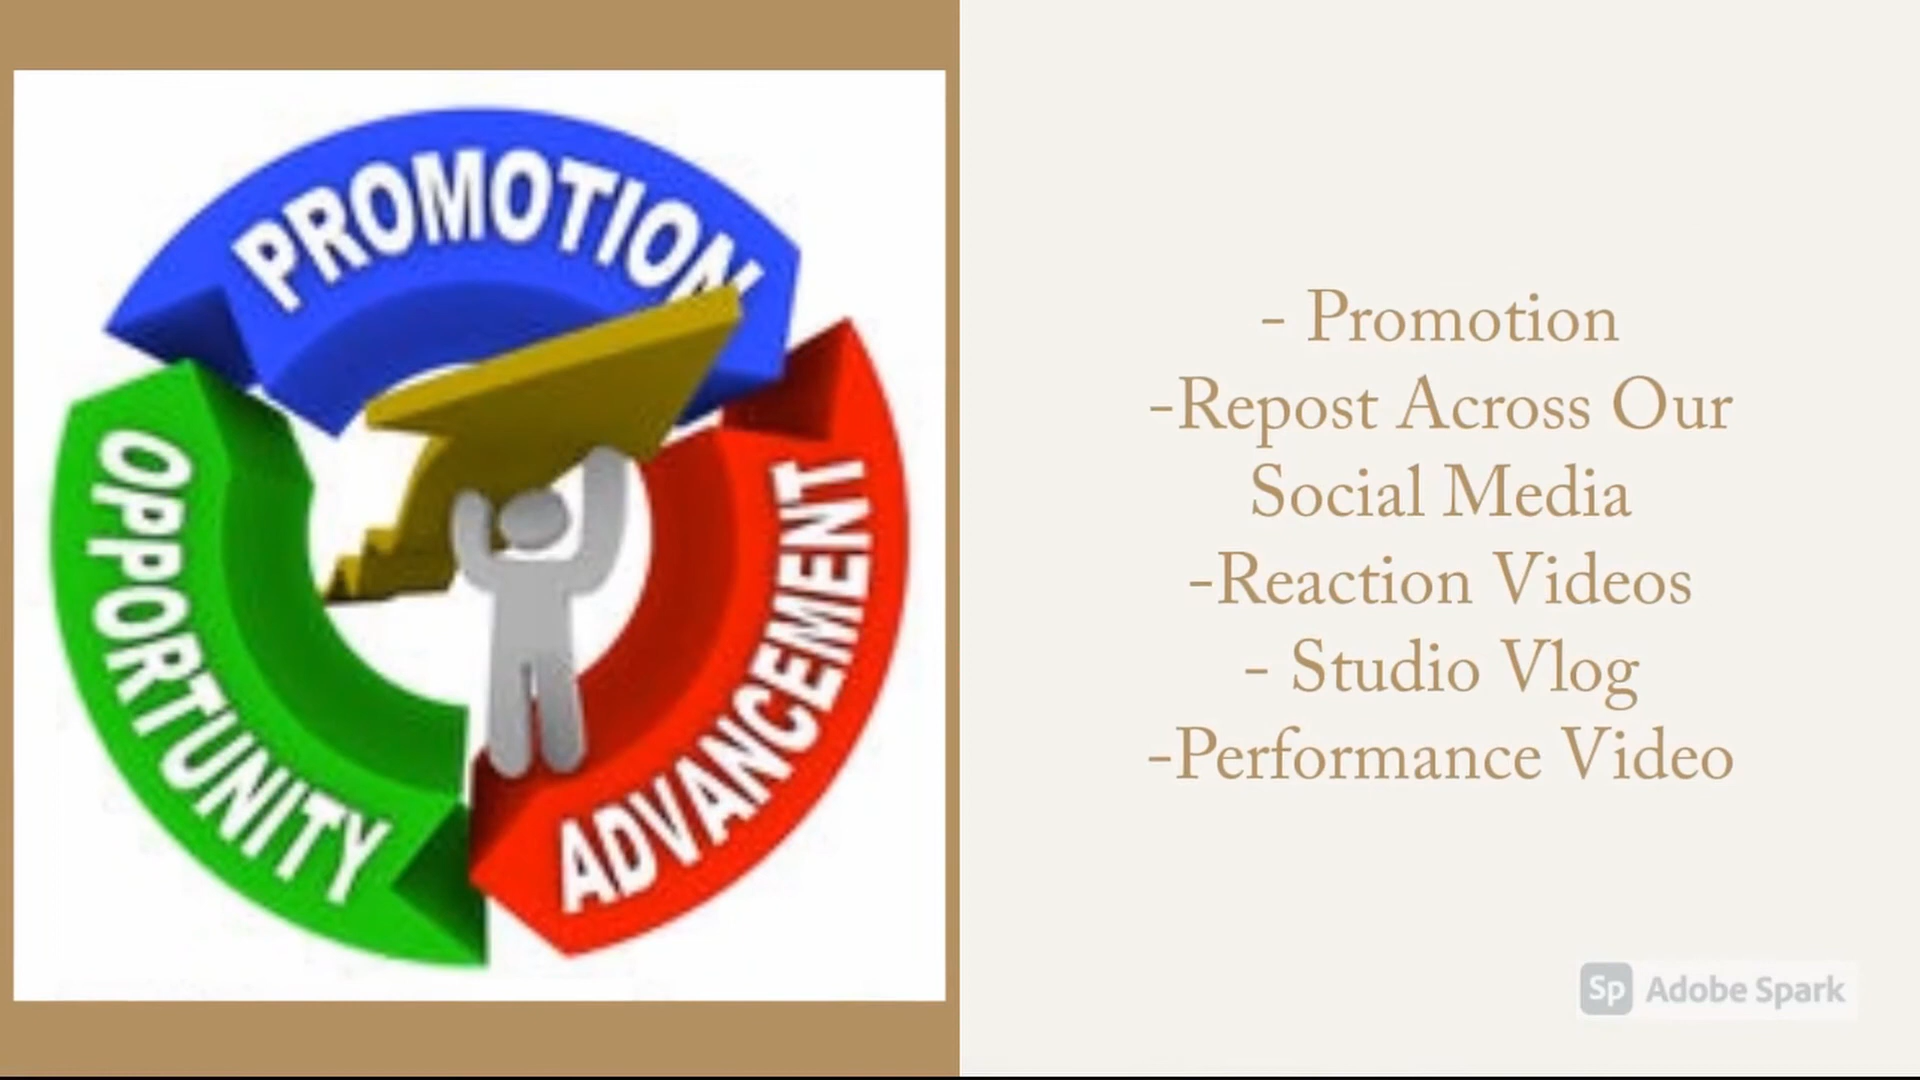 PROMOTION
OPPORTUNITY
ADVANCEMENT
- Promotion
-Repost Across Our
Social Media
-Reaction Videos
- Studio Vlog
-Performance Video
Sp Adobe Spark